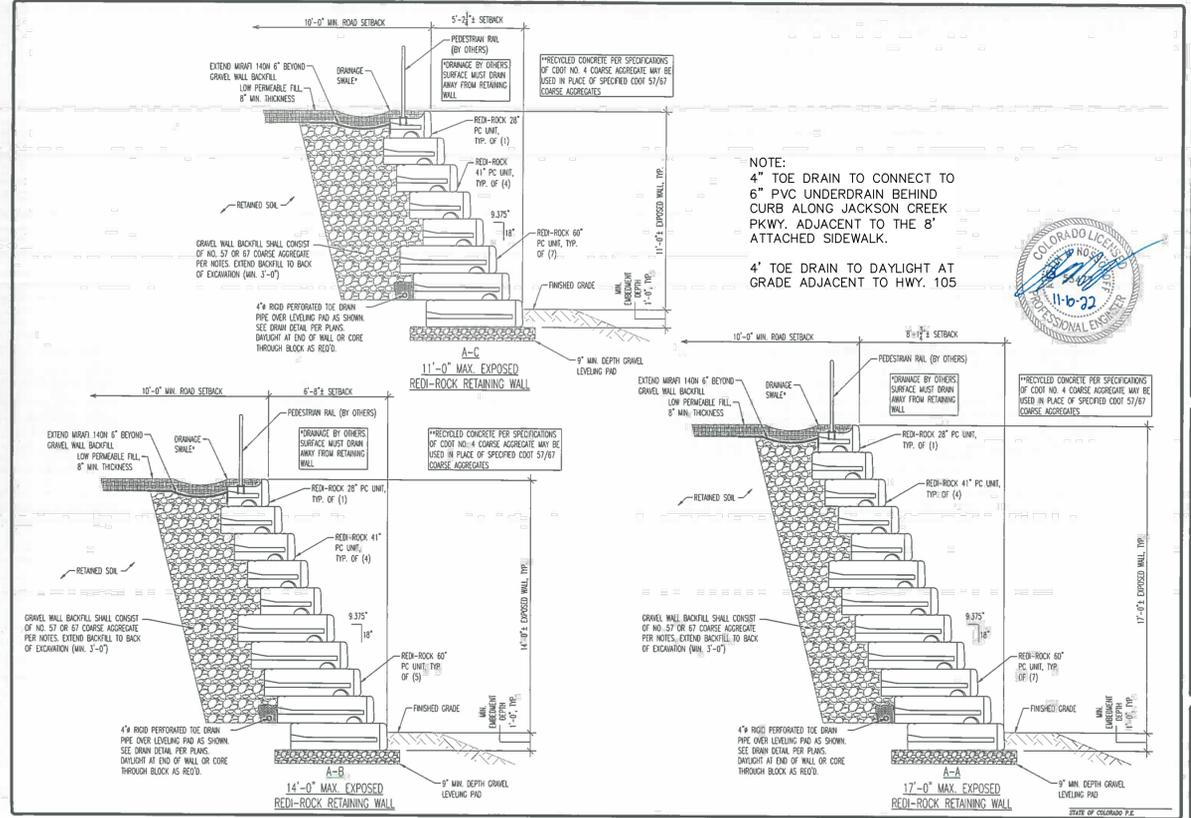 10'-0" MIN. ROAD SETBACK
5'-2¾"± SETBACK
PEDESTRIAN RAIL
(BY OTHERS)
EXTEND MIRAFI 140N 6" BEYOND
GRAVEL WALL BACKFILL
LOW PERMEABLE FILL,
8" MIN. THICKNESS
DRAINAGE
SWALE*
*DRAINAGE BY OTHERS
SURFACE MUST DRAIN
AWAY FROM RETAINING
WALL
**RECYCLED CONCRETE PER SPECIFICATIONS
OF CDOT NO. 4 COARSE AGGREGATE MAY BE
USED IN PLACE OF SPECIFIED CDOT 57/67
COARSE AGGREGATES
REDI-ROCK 28"
PC UNIT,
TYP. OF (1)
REDI-ROCK
41" PC UNIT,
TYP. OF (4)
RETAINED SOIL
9.375"
18"
REDI-ROCK 60"
PC UNIT, TYP.
OF (7)
11'-0"± EXPOSED WALL, TYP.
GRAVEL WALL BACKFILL SHALL CONSIST
OF NO. 57 OR 67 COARSE AGGREGATE
PER NOTES. EXTEND BACKFILL TO BACK
OF EXCAVATION (MIN. 3'-0")
FINISHED GRADE
MIN.
EMBEDMENT
DEPTH
1'-0", TYP.
4"ø RIGID PERFORATED TOE DRAIN
PIPE OVER LEVELING PAD AS SHOWN.
SEE DRAIN DETAIL PER PLANS.
DAYLIGHT AT END OF WALL OR CORE
THROUGH BLOCK AS REQ'D.
9" MIN. DEPTH GRAVEL
LEVELING PAD
A-C
11'-0" MAX. EXPOSED
REDI-ROCK RETAINING WALL
NOTE:
4" TOE DRAIN TO CONNECT TO
6" PVC UNDERDRAIN BEHIND
CURB ALONG JACKSON CREEK
PKWY. ADJACENT TO THE 8'
ATTACHED SIDEWALK.
4' TOE DRAIN TO DAYLIGHT AT
GRADE ADJACENT TO HWY. 105
COLORADO LICENSED
PROFESSIONAL ENGINEER
10'-0" MIN. ROAD SETBACK
6'-8"± SETBACK
PEDESTRIAN RAIL (BY OTHERS)
EXTEND MIRAFI 140N 6" BEYOND
GRAVEL WALL BACKFILL
LOW PERMEABLE FILL,
8" MIN. THICKNESS
DRAINAGE
SWALE*
*DRAINAGE BY OTHERS
SURFACE MUST DRAIN
AWAY FROM RETAINING
WALL
**RECYCLED CONCRETE PER SPECIFICATIONS
OF CDOT NO. 4 COARSE AGGREGATE MAY BE
USED IN PLACE OF SPECIFIED CDOT 57/67
COARSE AGGREGATES
REDI-ROCK 28" PC UNIT,
TYP. OF (1)
REDI-ROCK 41"
PC UNIT,
TYP. OF (4)
RETAINED SOIL
9.375"
18"
14'-0"± EXPOSED WALL, TYP.
GRAVEL WALL BACKFILL SHALL CONSIST
OF NO. 57 OR 67 COARSE AGGREGATE
PER NOTES. EXTEND BACKFILL TO BACK
OF EXCAVATION (MIN. 3'-0")
REDI-ROCK 60"
PC UNIT, TYP.
OF (5)
FINISHED GRADE
MIN.
EMBEDMENT
DEPTH
1'-0", TYP.
4"ø RIGID PERFORATED TOE DRAIN
PIPE OVER LEVELING PAD AS SHOWN.
SEE DRAIN DETAIL PER PLANS.
DAYLIGHT AT END OF WALL OR CORE
THROUGH BLOCK AS REQ'D.
9" MIN. DEPTH GRAVEL
LEVELING PAD
A-B
14'-0" MAX. EXPOSED
REDI-ROCK RETAINING WALL
10'-0" MIN. ROAD SETBACK
SETBACK
PEDESTRIAN RAIL (BY OTHERS)
EXTEND MIRAFI 140N 6" BEYOND
GRAVEL WALL BACKFILL
LOW PERMEABLE FILL,
8" MIN. THICKNESS
DRAINAGE
SWALE*
*DRAINAGE BY OTHERS
SURFACE MUST DRAIN
AWAY FROM RETAINING
WALL
**RECYCLED CONCRETE PER SPECIFICATIONS
OF CDOT NO. 4 COARSE AGGREGATE MAY BE
USED IN PLACE OF SPECIFIED CDOT 57/67
COARSE AGGREGATES
REDI-ROCK 28" PC UNIT,
TYP. OF (1)
REDI-ROCK 41" PC UNIT,
TYP. OF (4)
RETAINED SOIL
9.375"
18"
17'-0"± EXPOSED WALL, TYP.
GRAVEL WALL BACKFILL SHALL CONSIST
OF NO. 57 OR 67 COARSE AGGREGATE
PER NOTES. EXTEND BACKFILL TO BACK
OF EXCAVATION (MIN. 3'-0")
REDI-ROCK 60"
PC UNIT, TYP.
OF (7)
FINISHED GRADE
MIN.
EMBEDMENT
DEPTH
1'-0", TYP.
4"ø RIGID PERFORATED TOE DRAIN
PIPE OVER LEVELING PAD AS SHOWN.
SEE DRAIN DETAIL PER PLANS.
DAYLIGHT AT END OF WALL OR CORE
THROUGH BLOCK AS REQ'D.
9" MIN. DEPTH GRAVEL
LEVELING PAD
A-A
17'-0" MAX. EXPOSED
REDI-ROCK RETAINING WALL
STATE OF COLORADO P.E.